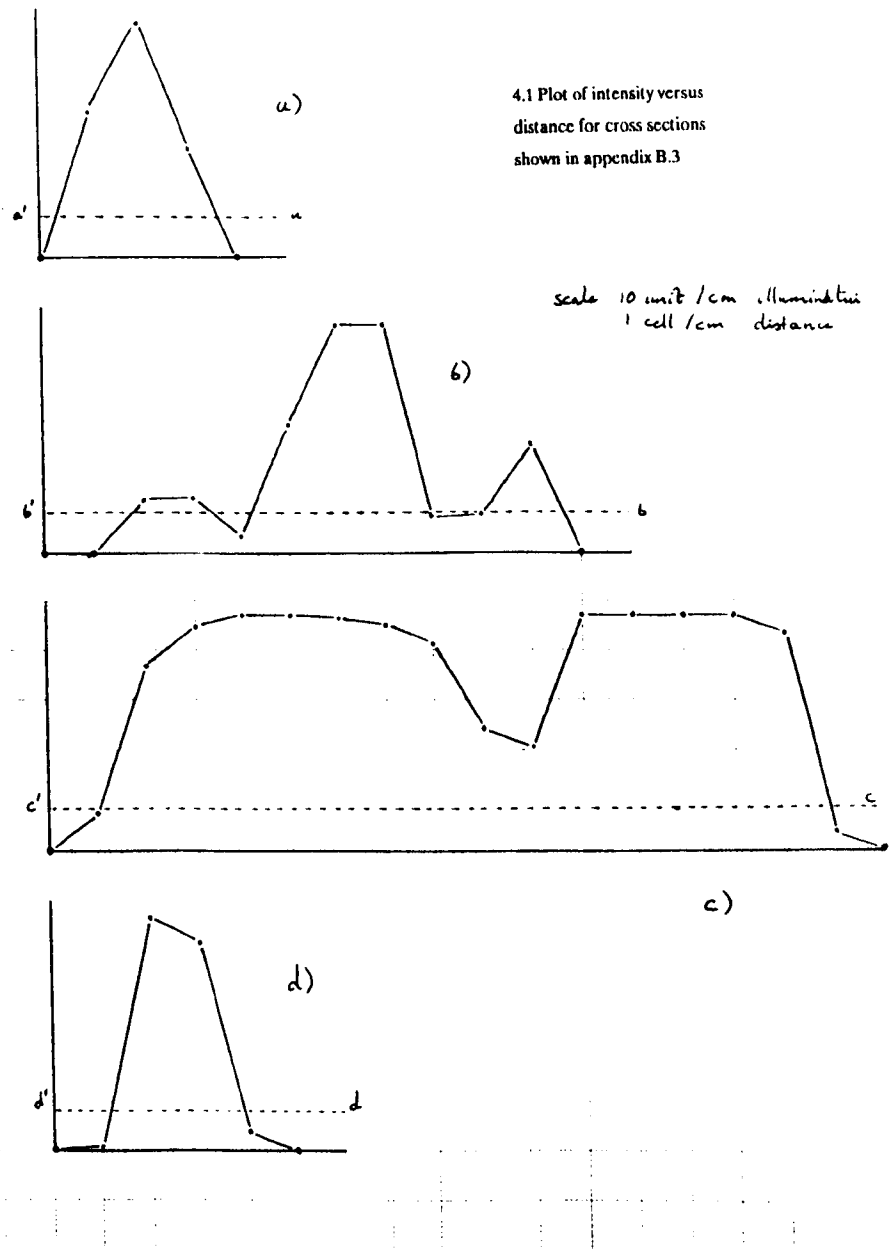 a)
4.1 Plot of intensity versus
distance for cross sections
shown in appendix B.3
a' a
scale 10 unit /cm illumination
1 cell /cm distance
b)
b' b
c' c
c)
d)
d' d